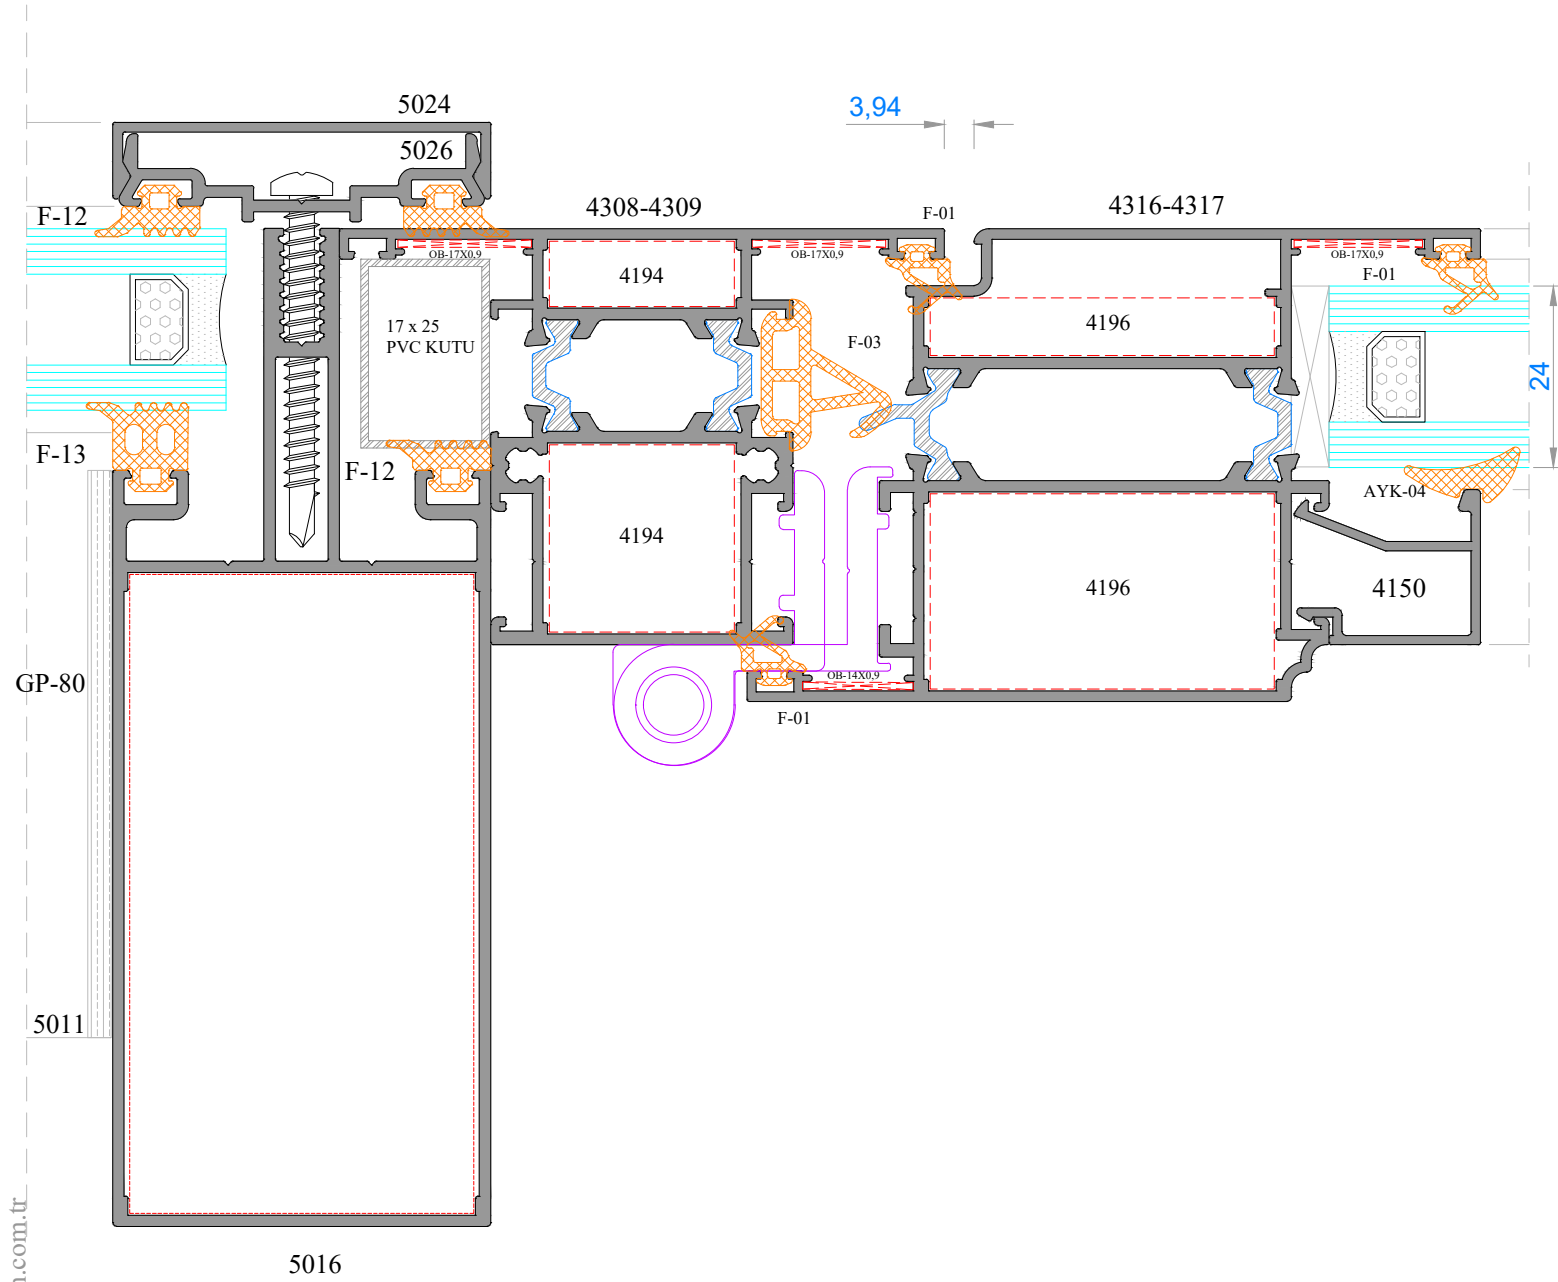 5024
3,94
5026
F-12
4308-4309
F-01
4316-4317
OB-17X0,9
OB-17X0,9
OB-17X0,9
4194
F-01
17 x 25
PVC KUTU
4196
F-03
24
F-13
F-12
AYK-04
4194
4196
4150
GP-80
OB-14X0,9
F-01
5011
5016
.com.tr